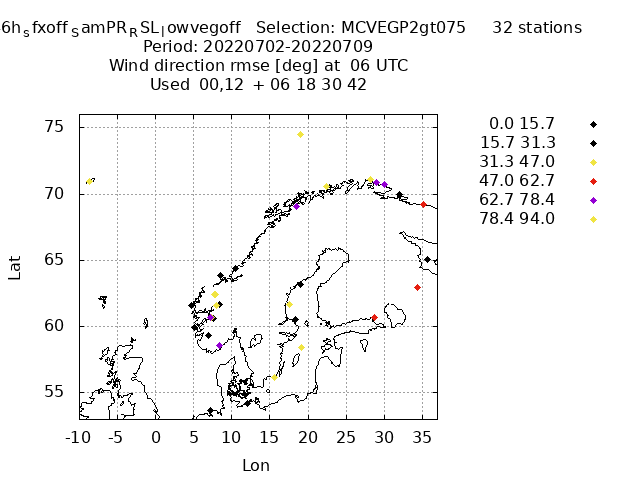 6h_sfxoff_SamPR_RSL_lowvegoff Selection: MCVEGP2gt075 32 stations
Period: 20220702-20220709
Wind direction rmse [deg] at 06 UTC
Used 00,12 + 06 18 30 42
75
70
65
60
55
Lat
-10 -5 0 5 10 15 20 25 30 35
Lon
0.0 15.7
15.7 31.3
31.3 47.0
47.0 62.7
62.7 78.4
78.4 94.0